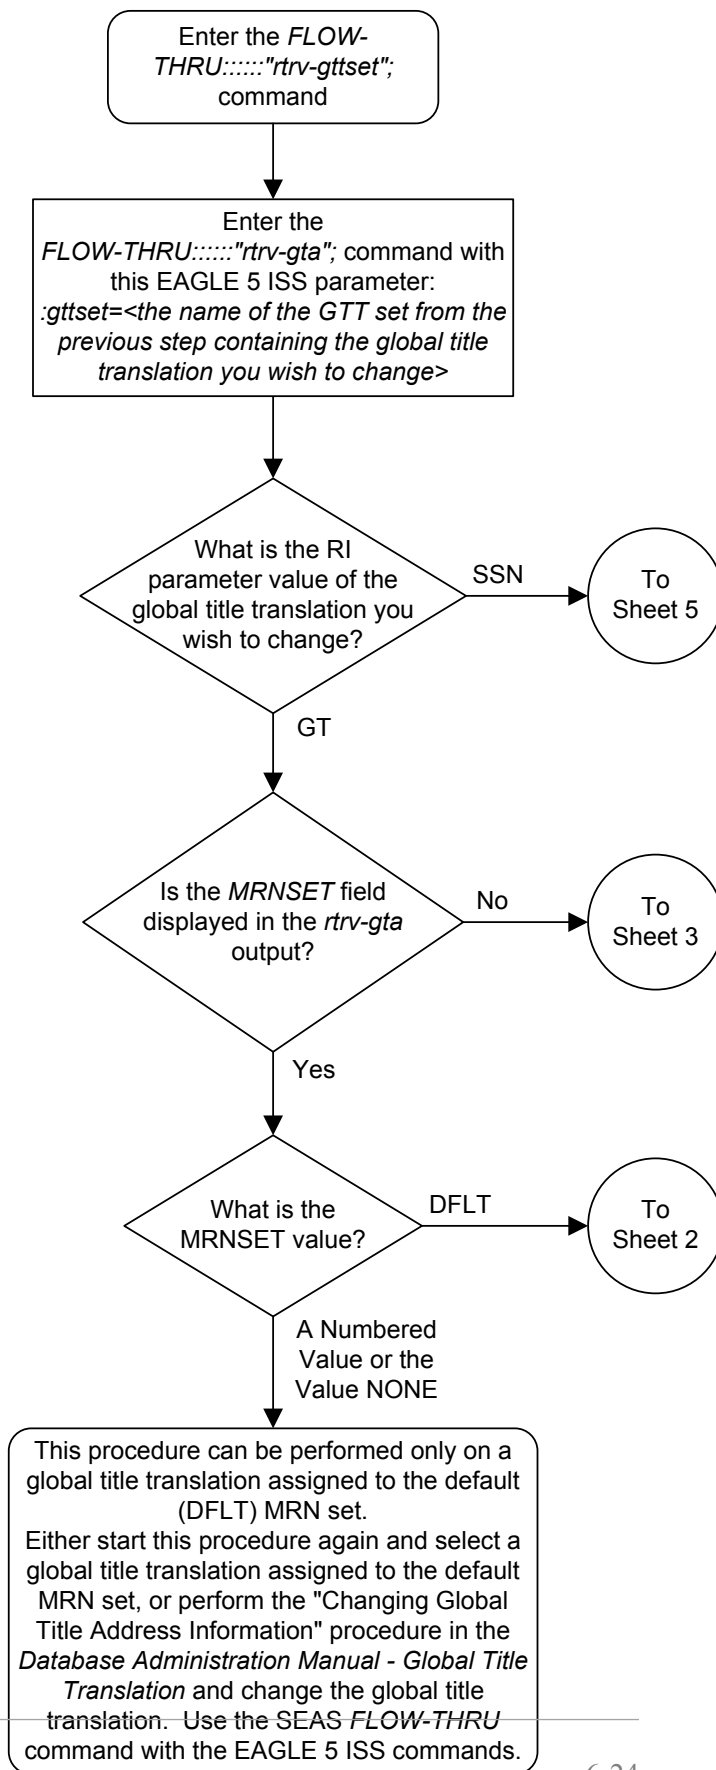 Enter the FLOW-
THRU::::::"rtrv-gttset";
command
Enter the
FLOW-THRU::::::"rtrv-gta"; command with
this EAGLE 5 ISS parameter:
:gttset=<the name of the GTT set from the
previous step containing the global title
translation you wish to change>
What is the RI
parameter value of the
global title translation you
wish to change?
SSN
To
Sheet 5
GT
Is the MRNSET field
displayed in the rtrv-gta
output?
No
To
Sheet 3
Yes
What is the
MRNSET value?
DFLT
To
Sheet 2
A Numbered
Value or the
Value NONE
This procedure can be performed only on a
global title translation assigned to the default
(DFLT) MRN set.
Either start this procedure again and select a
global title translation assigned to the default
MRN set, or perform the "Changing Global
Title Address Information" procedure in the
Database Administration Manual - Global Title
Translation and change the global title
translation.  Use the SEAS FLOW-THRU
command with the EAGLE 5 ISS commands.